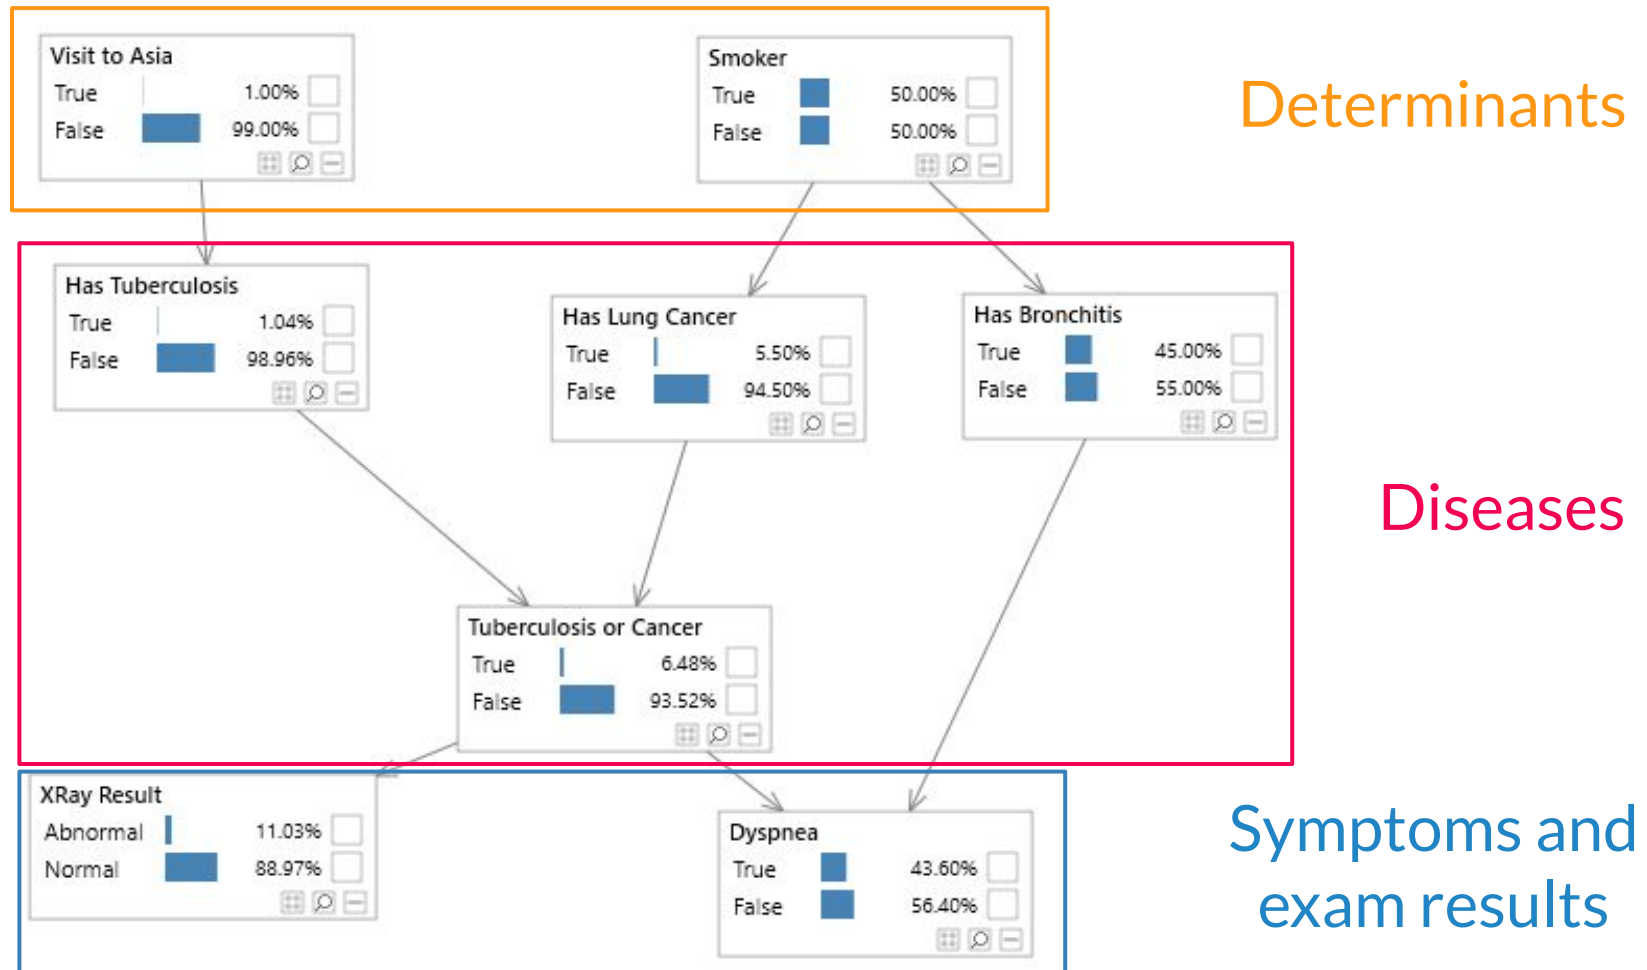 Visit to Asia
True 1.00%
False 99.00%
Smoker
True 50.00%
False 50.00%
Determinants
Has Tuberculosis
True 1.04%
False 98.96%
Has Lung Cancer
True 5.50%
False 94.50%
Has Bronchitis
True 45.00%
False 55.00%
Diseases
Tuberculosis or Cancer
True 6.48%
False 93.52%
XRay Result
Abnormal 11.03%
Normal 88.97%
Dyspnea
True 43.60%
False 56.40%
Symptoms and
exam results